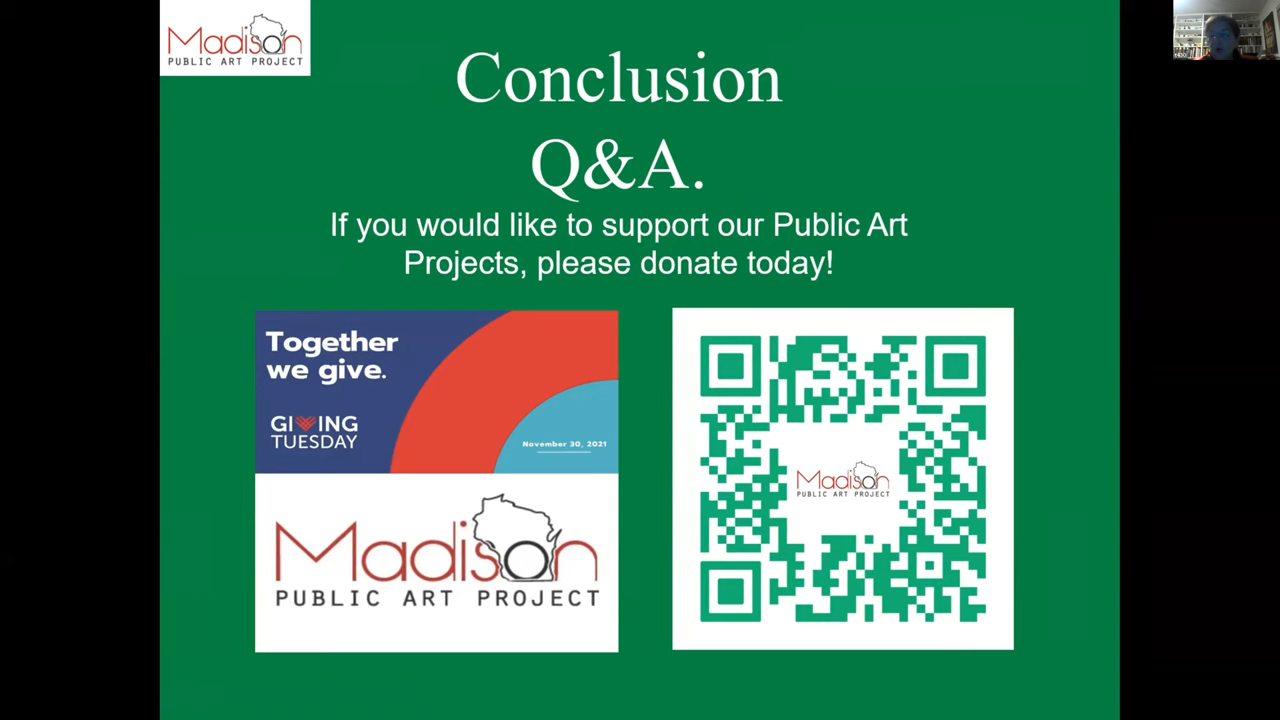 Madison
PUBLIC ART PROJECT
Conclusion
Q&A.
If you would like to support our Public Art
Projects, please donate today!
Together
we give.
GIVING
TUESDAY
November 30, 2021
Madison
PUBLIC ART PROJECT
Madison
PUBLIC ART PROJECT